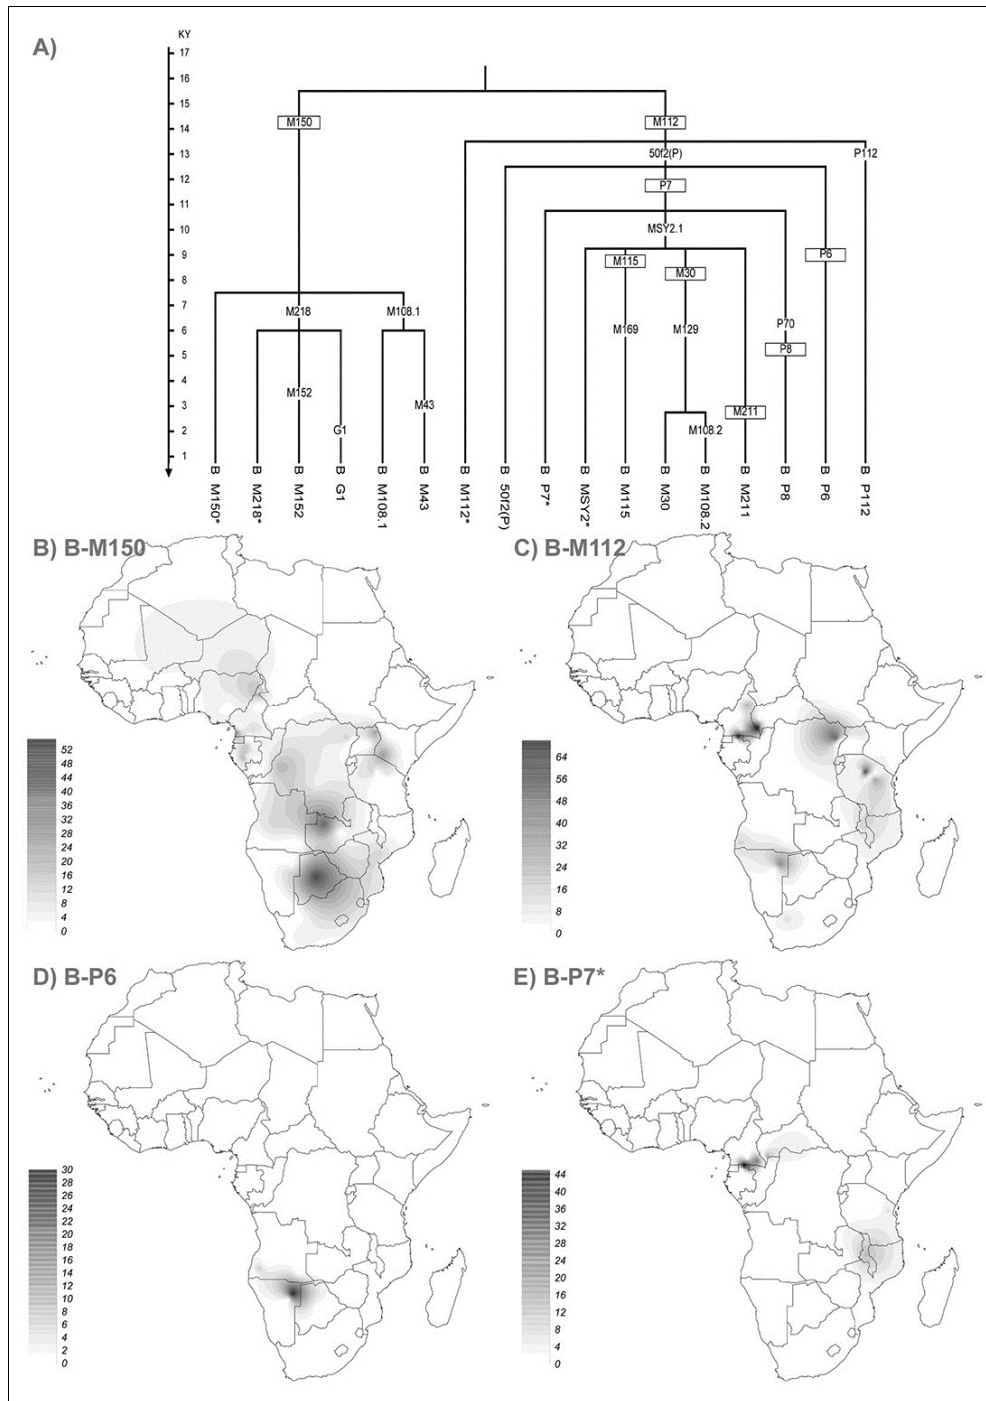 A)
KY
17
16
15
14
13
12
11
10
9
8
7
6
5
4
3
2
1
M150
M112
50f2(P)
P112
P7
MSY2.1
P6
M115
M30
M218
M108.1
M169
M129
P70
P8
M152
M43
M211
G1
M108.2
B M150*
B M218*
B M152
B G1
B M108.1
B M43
B M112*
B 50f2(P)
B P7*
B MSY2*
B M115
B M30
B M108.2
B M211
B P8
B P6
B P112
B) B-M150
52
48
44
40
36
32
28
24
20
16
12
8
4
0
C) B-M112
64
56
48
40
32
24
16
8
0
D) B-P6
30
28
26
24
22
20
18
16
14
12
10
8
6
4
2
0
E) B-P7*
44
40
36
32
28
24
20
16
12
8
4
0